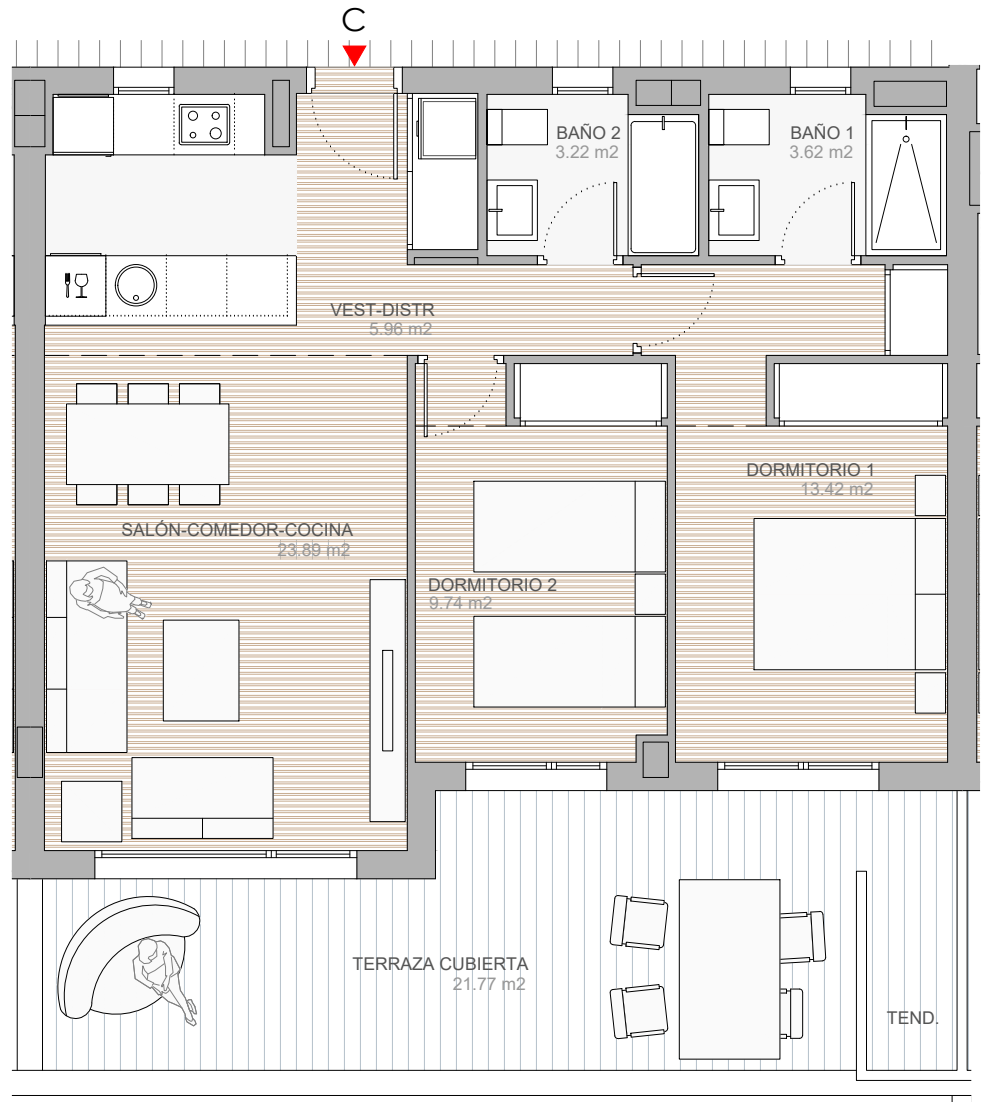 C
BAÑO 2
3.22 m2
BAÑO 1
3.62 m2
VEST-DISTR
5.96 m2
DORMITORIO 1
13.42 m2
SALÓN-COMEDOR-COCINA
23.89 m2
DORMITORIO 2
9.74 m2
TERRAZA CUBIERTA
21.77 m2
TEND.